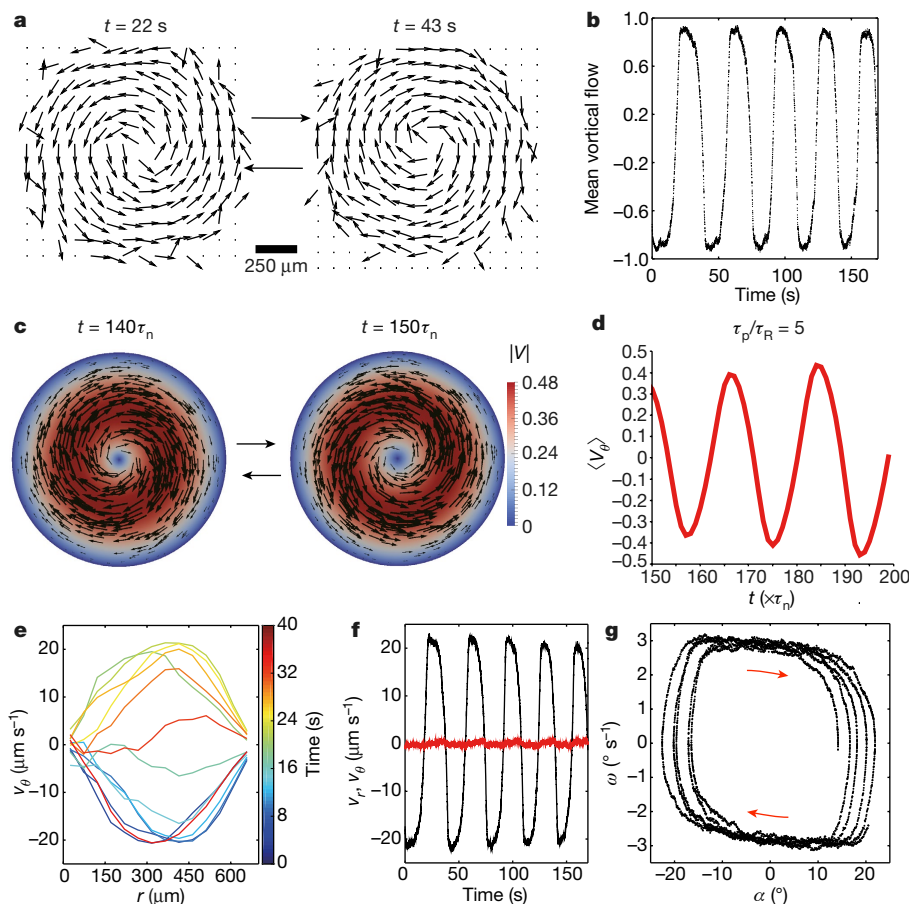 a
t = 22 s
t = 43 s
250 μm
b
Mean vortical flow
1.0
0.6
0.2
−0.2
−0.6
−1.0
0 50 100 150
Time (s)
c
t = 140τn
t = 150τn
|V|
0.48
0.36
0.24
0.12
0
d
τp/τR = 5
⟨Vθ⟩
0.5
0.4
0.3
0.2
0.1
0
−0.1
−0.2
−0.3
−0.4
−0.5
150 160 170 180 190 200
t (×τn)
e
vθ (μm s−1)
20
10
0
−10
−20
0 150 300 450 600
r (μm)
40
32
24
16
8
0
Time (s)
f
vr, vθ (μm s−1)
20
10
0
−10
−20
0 50 100 150
Time (s)
g
ω (° s−1)
3
2
1
0
−1
−2
−3
−20 −10 0 10 20
α (°)